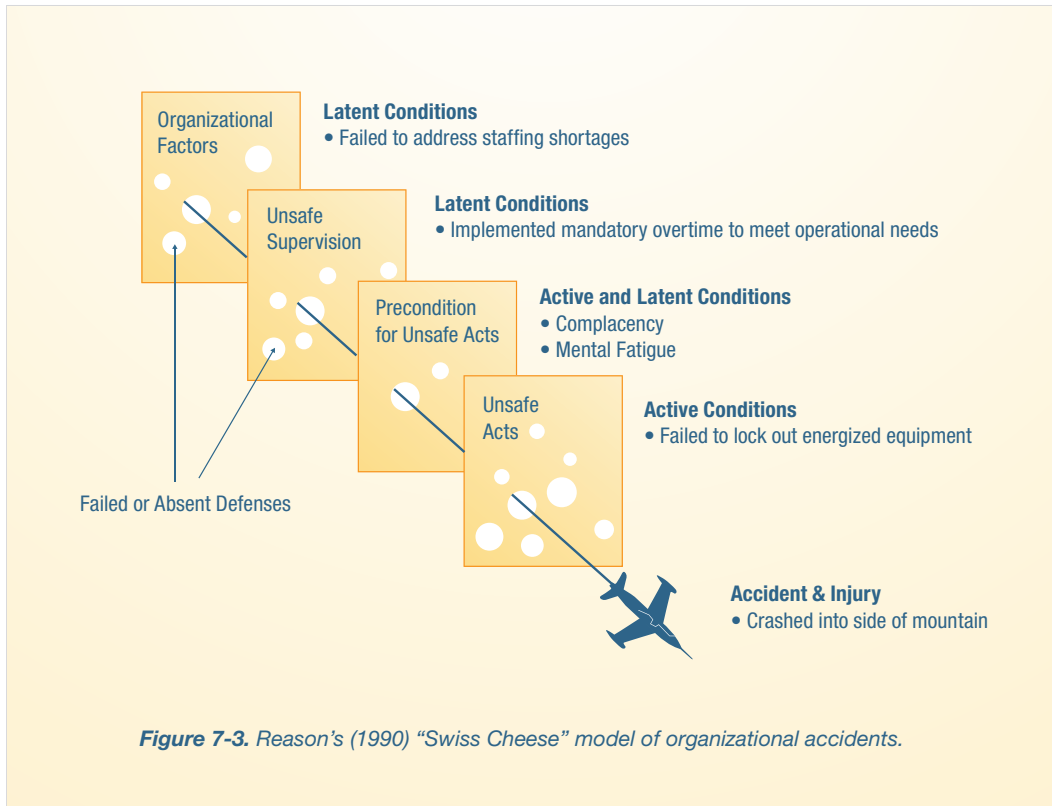 Organizational
Factors
Latent Conditions
• Failed to address staffing shortages
Unsafe
Supervision
Latent Conditions
• Implemented mandatory overtime to meet operational needs
Precondition
for Unsafe Acts
Active and Latent Conditions
• Complacency
• Mental Fatigue
Unsafe
Acts
Active Conditions
• Failed to lock out energized equipment
Failed or Absent Defenses
Accident & Injury
• Crashed into side of mountain
Figure 7-3. Reason’s (1990) “Swiss Cheese” model of organizational accidents.